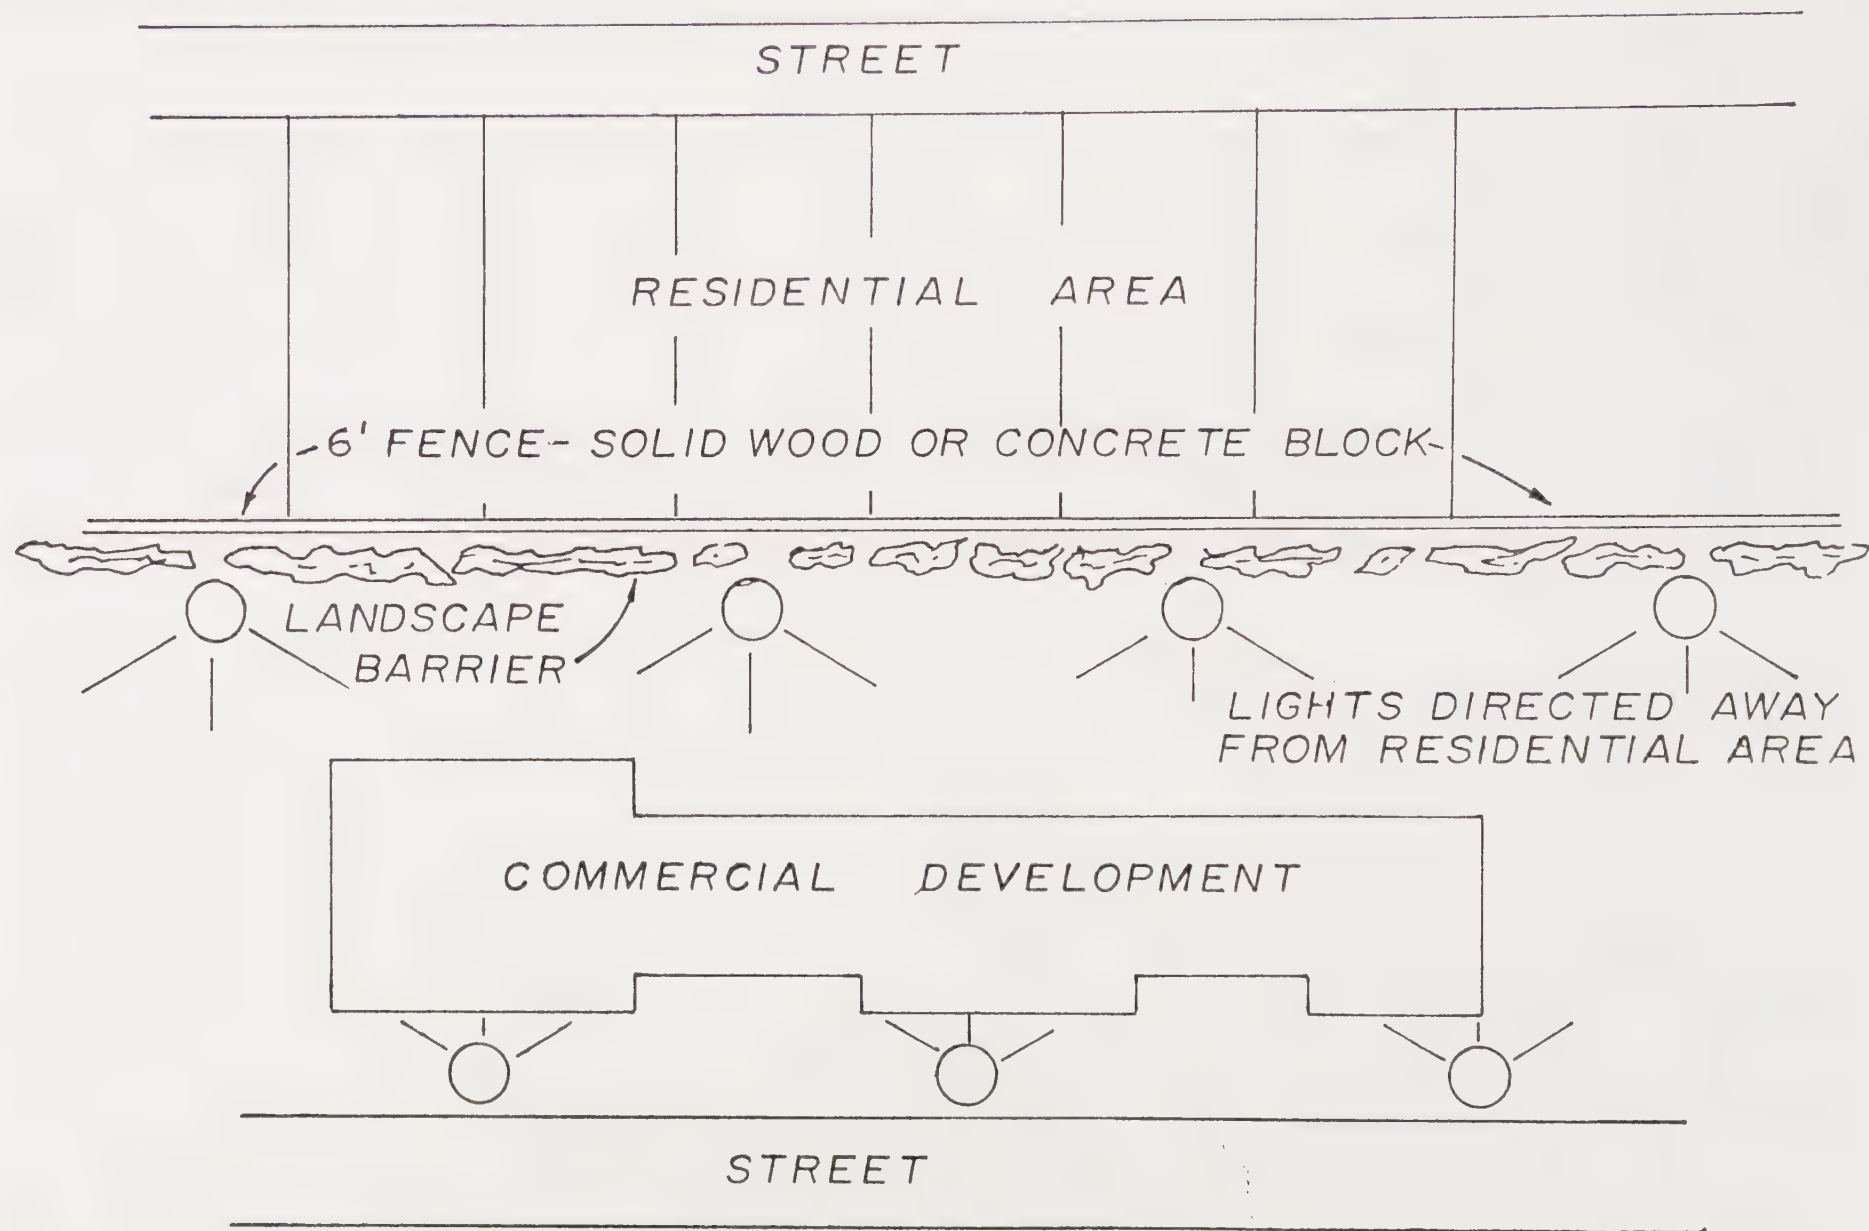 STREET
RESIDENTIAL AREA
6' FENCE- SOLID WOOD OR CONCRETE BLOCK
LANDSCAPE
BARRIER
LIGHTS DIRECTED AWAY
FROM RESIDENTIAL AREA
COMMERCIAL DEVELOPMENT
STREET